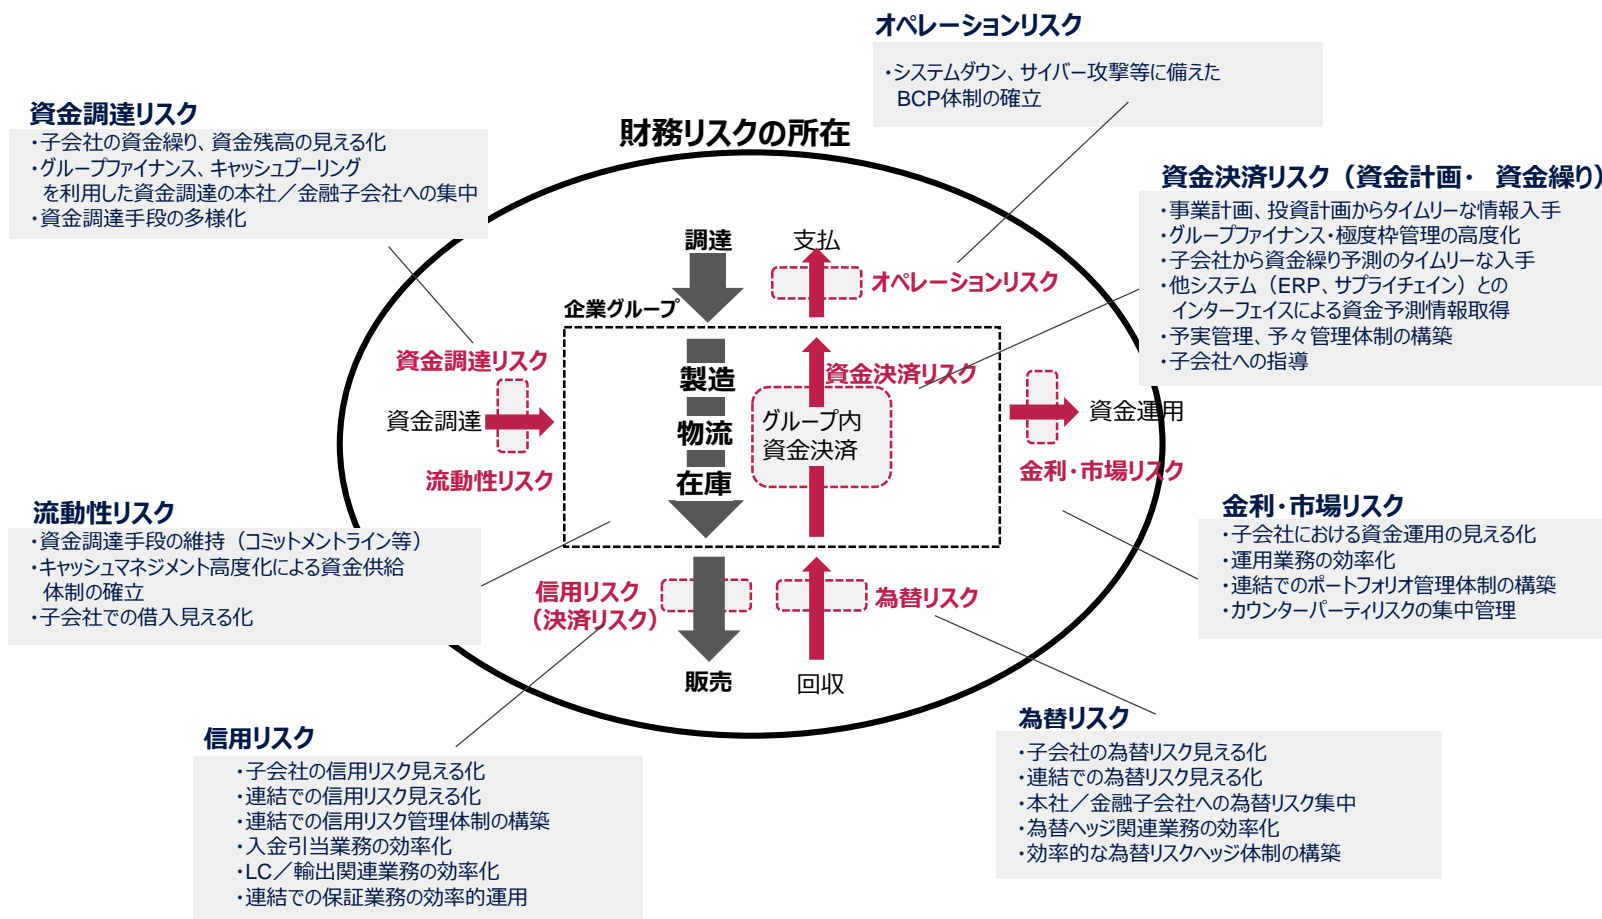 オペレーションリスク
・システムダウン、サイバー攻撃等に備えた
BCP体制の確立
資金調達リスク
・子会社の資金繰り、資金残高の見える化
・グループファイナンス、キャッシュプーリング
を利用した資金調達の本社／金融子会社への集中
・資金調達手段の多様化
財務リスクの所在
資金決済リスク（資金計画・ 資金繰り）
・事業計画、投資計画からタイムリーな情報入手
・グループファイナンス・極度枠管理の高度化
・子会社から資金繰り予測のタイムリーな入手
・他システム（ERP、サプライチェイン）との
インターフェイスによる資金予測情報取得
・予実管理、予々管理体制の構築
・子会社への指導
調達
支払
オペレーションリスク
企業グループ
資金調達リスク
製造
資金決済リスク
資金調達
物流
グループ内
資金決済
資金運用
流動性リスク
在庫
金利・市場リスク
流動性リスク
・資金調達手段の維持（コミットメントライン等）
・キャッシュマネジメント高度化による資金供給
体制の確立
・子会社での借入見える化
金利・市場リスク
・子会社における資金運用の見える化
・運用業務の効率化
・連結でのポートフォリオ管理体制の構築
・カウンターパーティリスクの集中管理
信用リスク
（決済リスク）
為替リスク
販売
回収
信用リスク
・子会社の信用リスク見える化
・連結での信用リスク見える化
・連結での信用リスク管理体制の構築
・入金引当業務の効率化
・LC／輸出関連業務の効率化
・連結での保証業務の効率的運用
為替リスク
・子会社の為替リスク見える化
・連結での為替リスク見える化
・本社／金融子会社への為替リスク集中
・為替ヘッジ関連業務の効率化
・効率的な為替リスクヘッジ体制の構築